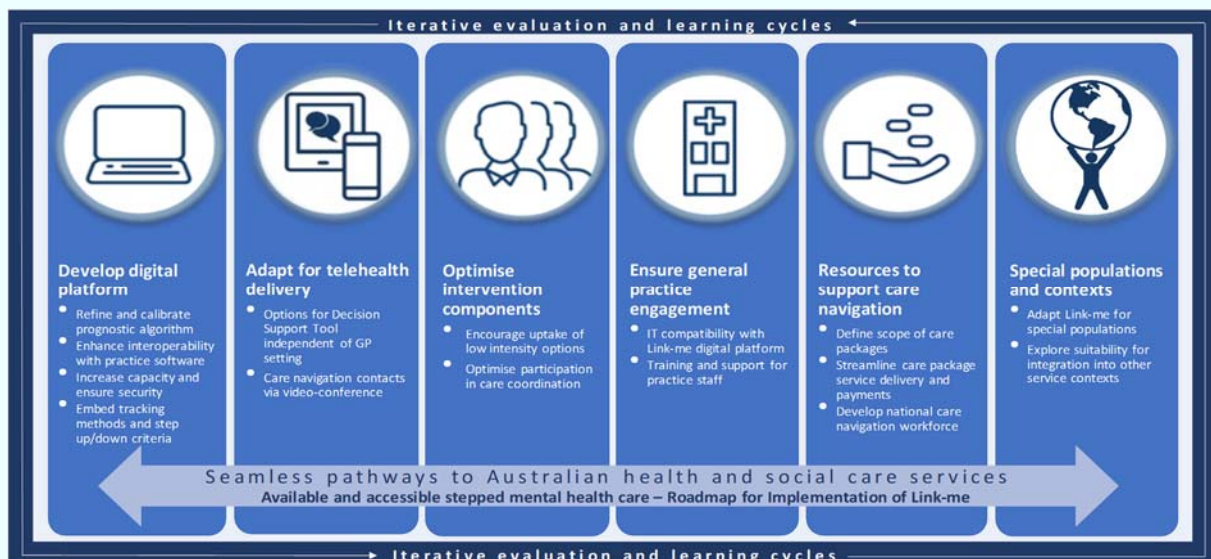 Iterative evaluation and learning cycles
Develop digital
platform
• Refine and calibrate
prognostic algorithm
• Enhance interoperability
with practice software
• Increase capacity and
ensure security
• Embed tracking
methods and step
up/down criteria
Adapt for telehealth
delivery
• Options for Decision
Support Tool
independent of GP
setting
• Care navigation contacts
via video-conference
Optimise
intervention
components
• Encourage uptake of
low intensity options
• Optimise participation
in care coordination
Ensure general
practice
engagement
• IT compatibility with
Link-me digital platform
• Training and support for
practice staff
Resources to
support care
navigation
• Define scope of care
packages
• Streamline care package
service delivery and
payments
• Develop national care
navigation workforce
Special populations
and contexts
• Adapt Link-me for
special populations
• Explore suitability for
integration into other
service contexts
Seamless pathways to Australian health and social care services
Available and accessible stepped mental health care – Roadmap for Implementation of Link-me
Iterative evaluation and learning cycles